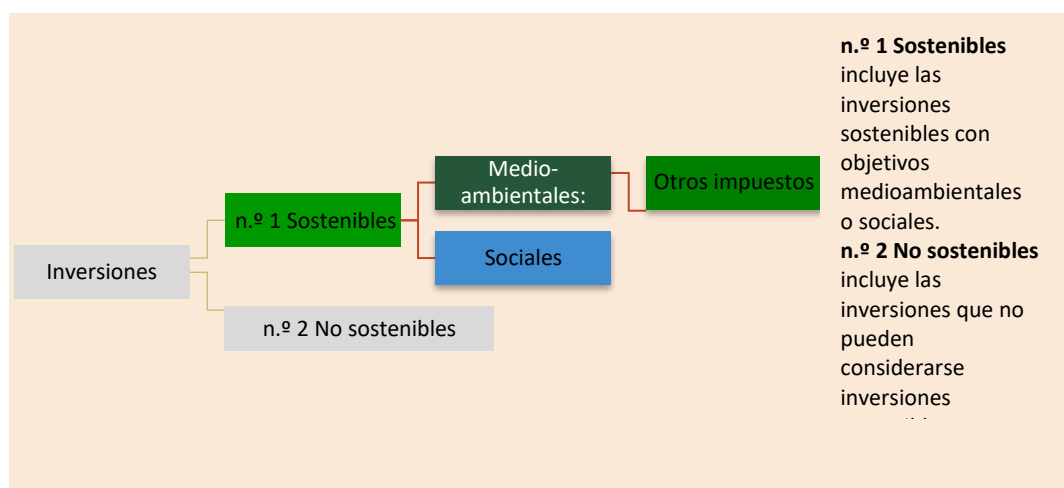 Inversiones
n.º 1 Sostenibles
n.º 2 No sostenibles
Medio-
ambientales:
Sociales
Otros impuestos
n.º 1 Sostenibles
incluye las
inversiones
sostenibles con
objetivos
medioambientales
o sociales.
n.º 2 No sostenibles
incluye las
inversiones que no
pueden
considerarse
inversiones